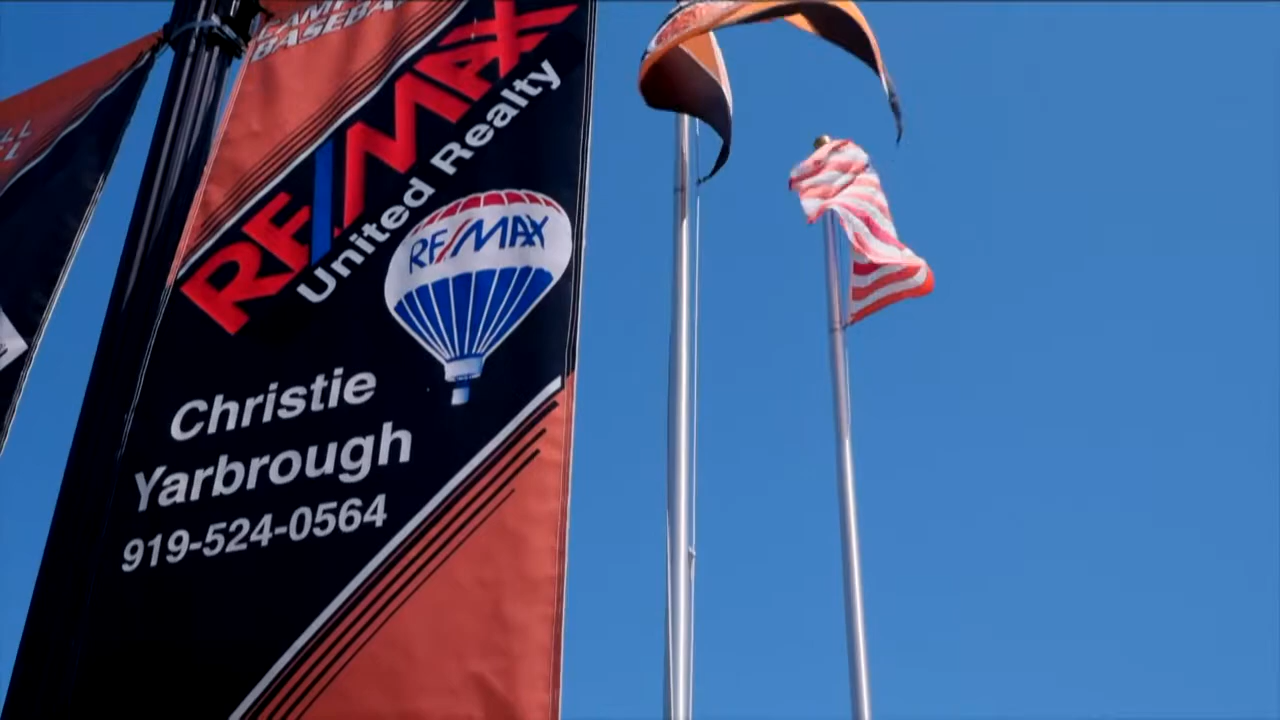 BASEBALL
RE/MAX
United Realty
RE/MAX
Christie
Yarbrough
919-524-0564